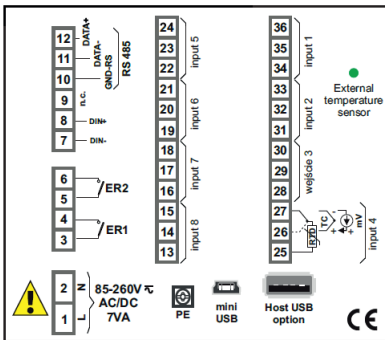 12 DATA+
11 DATA-
10 GND-RS
RS 485
9 n.c.
8 DIN+
7 DIN-
6
5
ER2
4
3
ER1
2 N
1 L
85-260V
AC/DC
7VA
24
23
22
input 5
21
20
19
input 6
18
17
16
input 7
15
14
13
input 8
36
35
34
input 1
33
32
31
input 2
30
29
28
wejście 3
27
26
25
RTD
TC
- +
- +
mV
input 4
External
temperature
sensor
PE
mini
USB
Host USB
option
CE